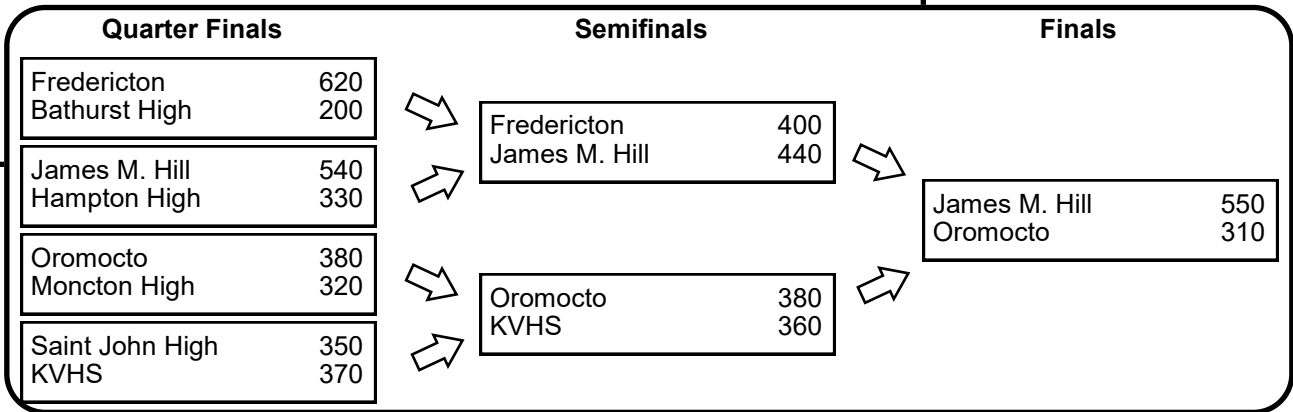 Quarter Finals
Semifinals
Finals
Fredericton 620
Bathurst High 200
James M. Hill 540
Hampton High 330
Oromocto 380
Moncton High 320
Saint John High 350
KVHS 370
Fredericton 400
James M. Hill 440
Oromocto 380
KVHS 360
James M. Hill 550
Oromocto 310